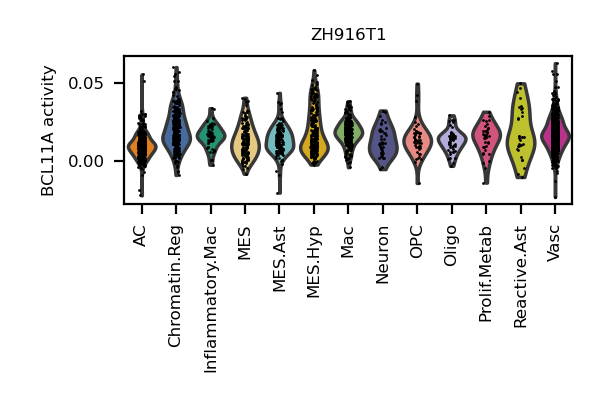 ZH916T1
BCL11A activity
0.05
0.00
AC
Chromatin.Reg
Inflammatory.Mac
MES
MES.Ast
MES.Hyp
Mac
Neuron
OPC
Oligo
Prolif.Metab
Reactive.Ast
Vasc